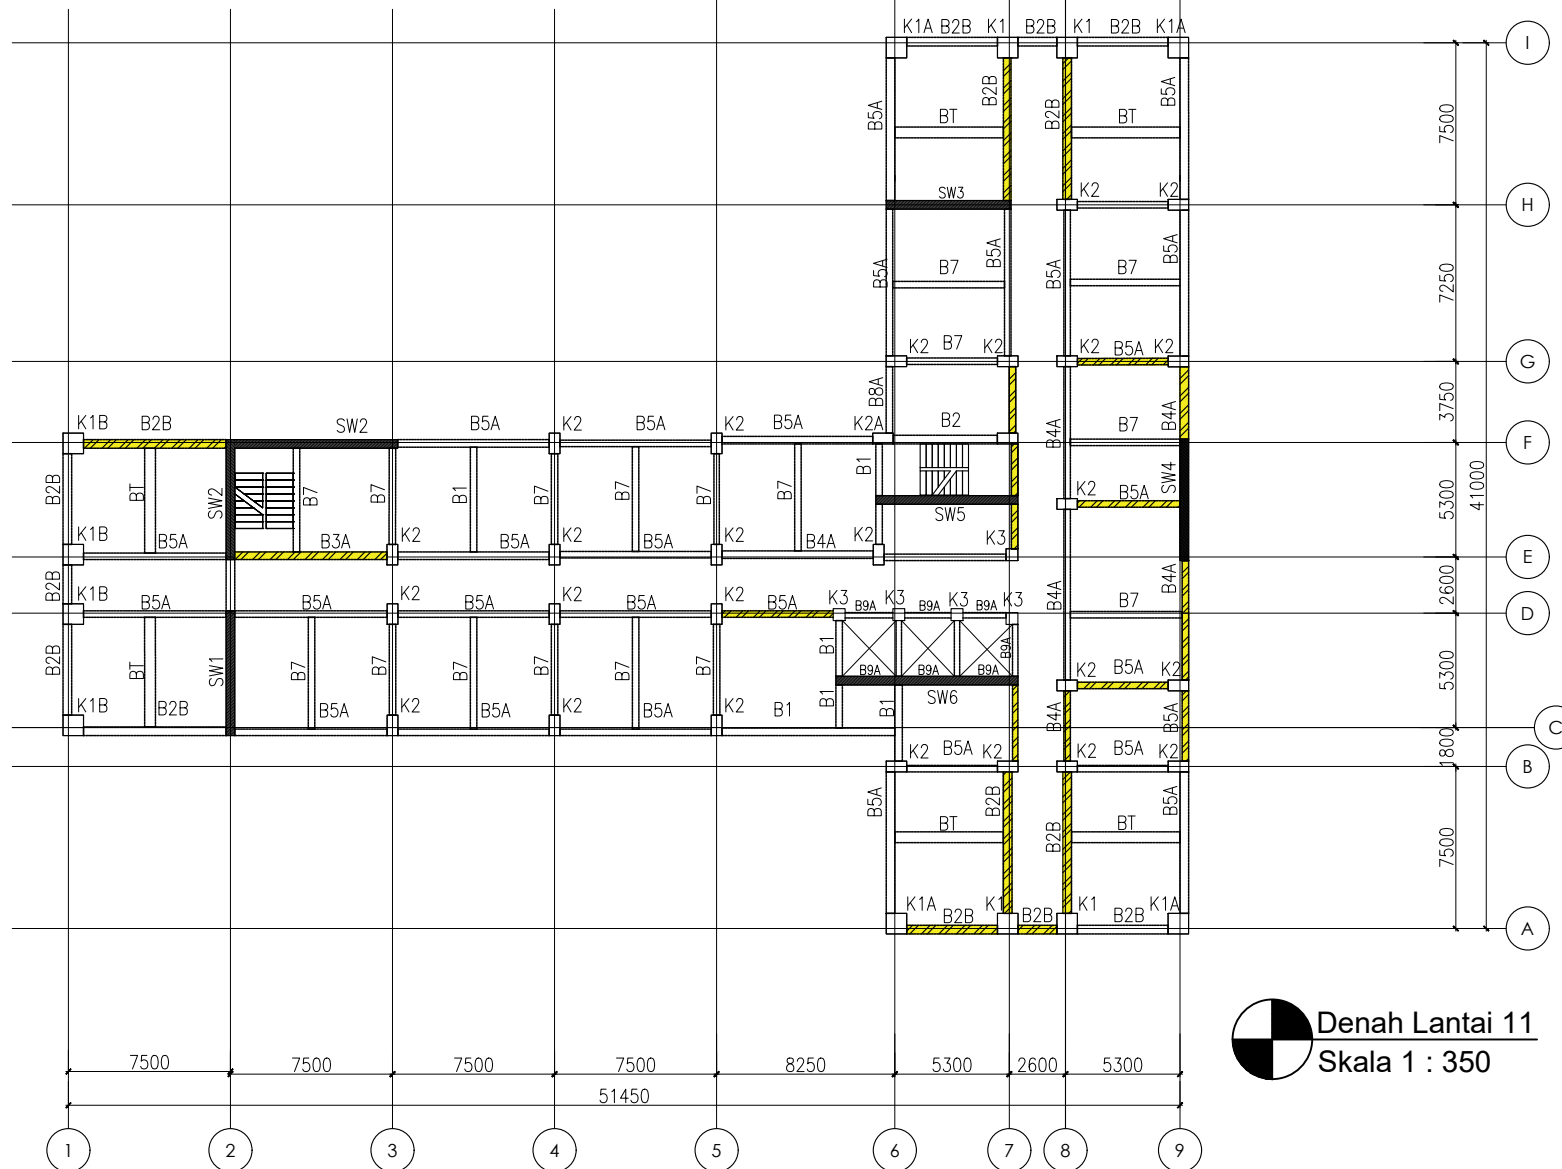 K1A B2B K1 B2B K1 B2B K1A I
B5A B2B B2B B5A
BT BT
7500
SW3 K2 K2 H
B5A B7 B5A B5A B7 B5A
7250
K2 B7 K2 K2 B5A K2 G
B8A B4A 3750
K1B B2B SW2 B5A K2 B5A K2 B5A K2A B2 B4A B7 F
B2B BT SW2 B7 B7 B1 B7 B7 B7 B1 K2 B5A SW4 5300 41000
SW5
K1B B5A B3A K2 B5A K2 B5A K2 B4A K2 K3 E
B2B B4A B4A 2600
K1B B5A B5A K2 B5A K2 B5A K2 B5A K3 B9A K3 B9A K3 B9A K3 B7 D
B2B BT SW1 B7 B7 B7 B7 B7 B7 B1 B9A
B9A B9A B9A K2 B5A K2 5300
SW6
B1 B1
K1B B2B B5A K2 B5A K2 B5A K2 B1 B4A B5A C
K2 B5A K2 K2 B5A K2 1800 B
B5A B2B B2B B5A
BT BT
7500
K1A B2B K1 B2B K1 B2B K1A A
Denah Lantai 11
Skala 1 : 350
7500 7500 7500 7500 8250 5300 2600 5300
51450
1 2 3 4 5 6 7 8 9